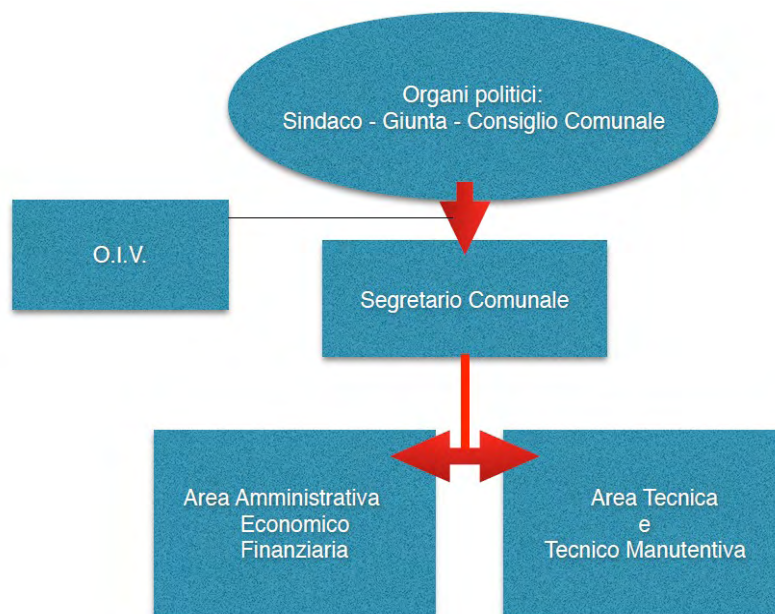 Organi politici:
Sindaco - Giunta - Consiglio Comunale
O.I.V.
Segretario Comunale
Area Amministrativa
Economico
Finanziaria
Area Tecnica
e
Tecnico Manutentiva